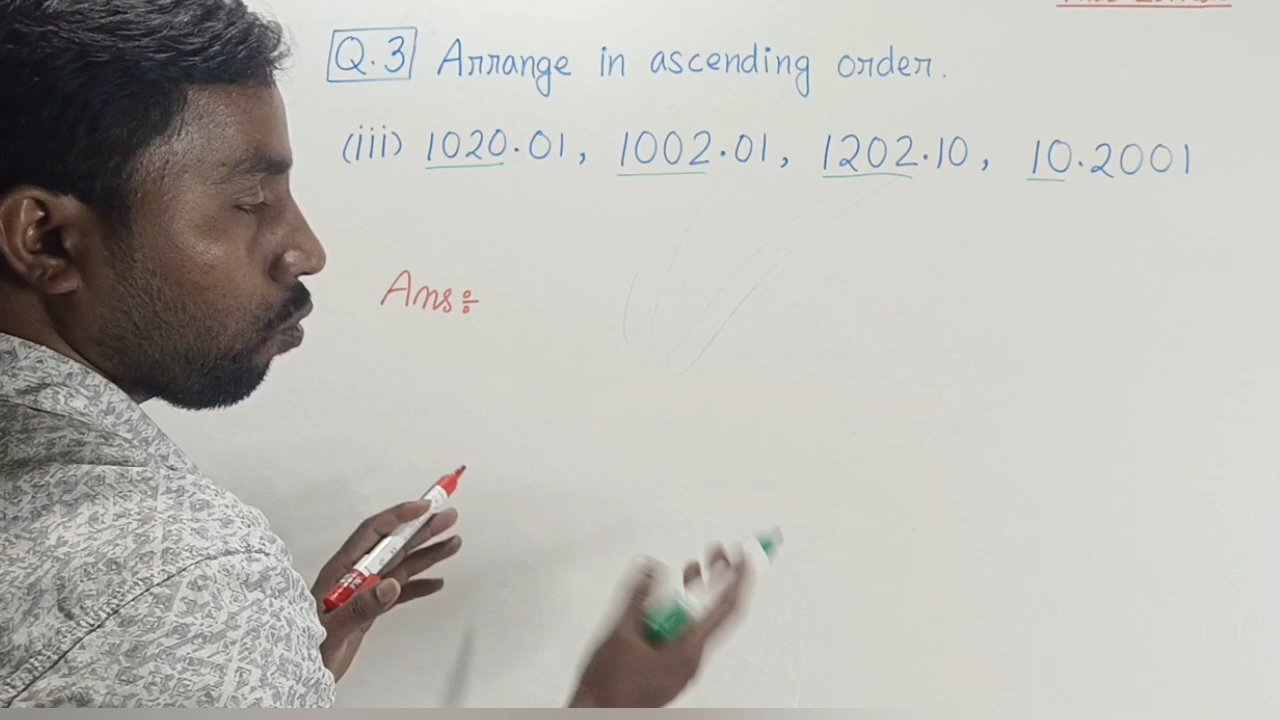 Q.3 Arrange in ascending order.
(iii) 1020.01, 1002.01, 1202.10, 10.2001
Ans: